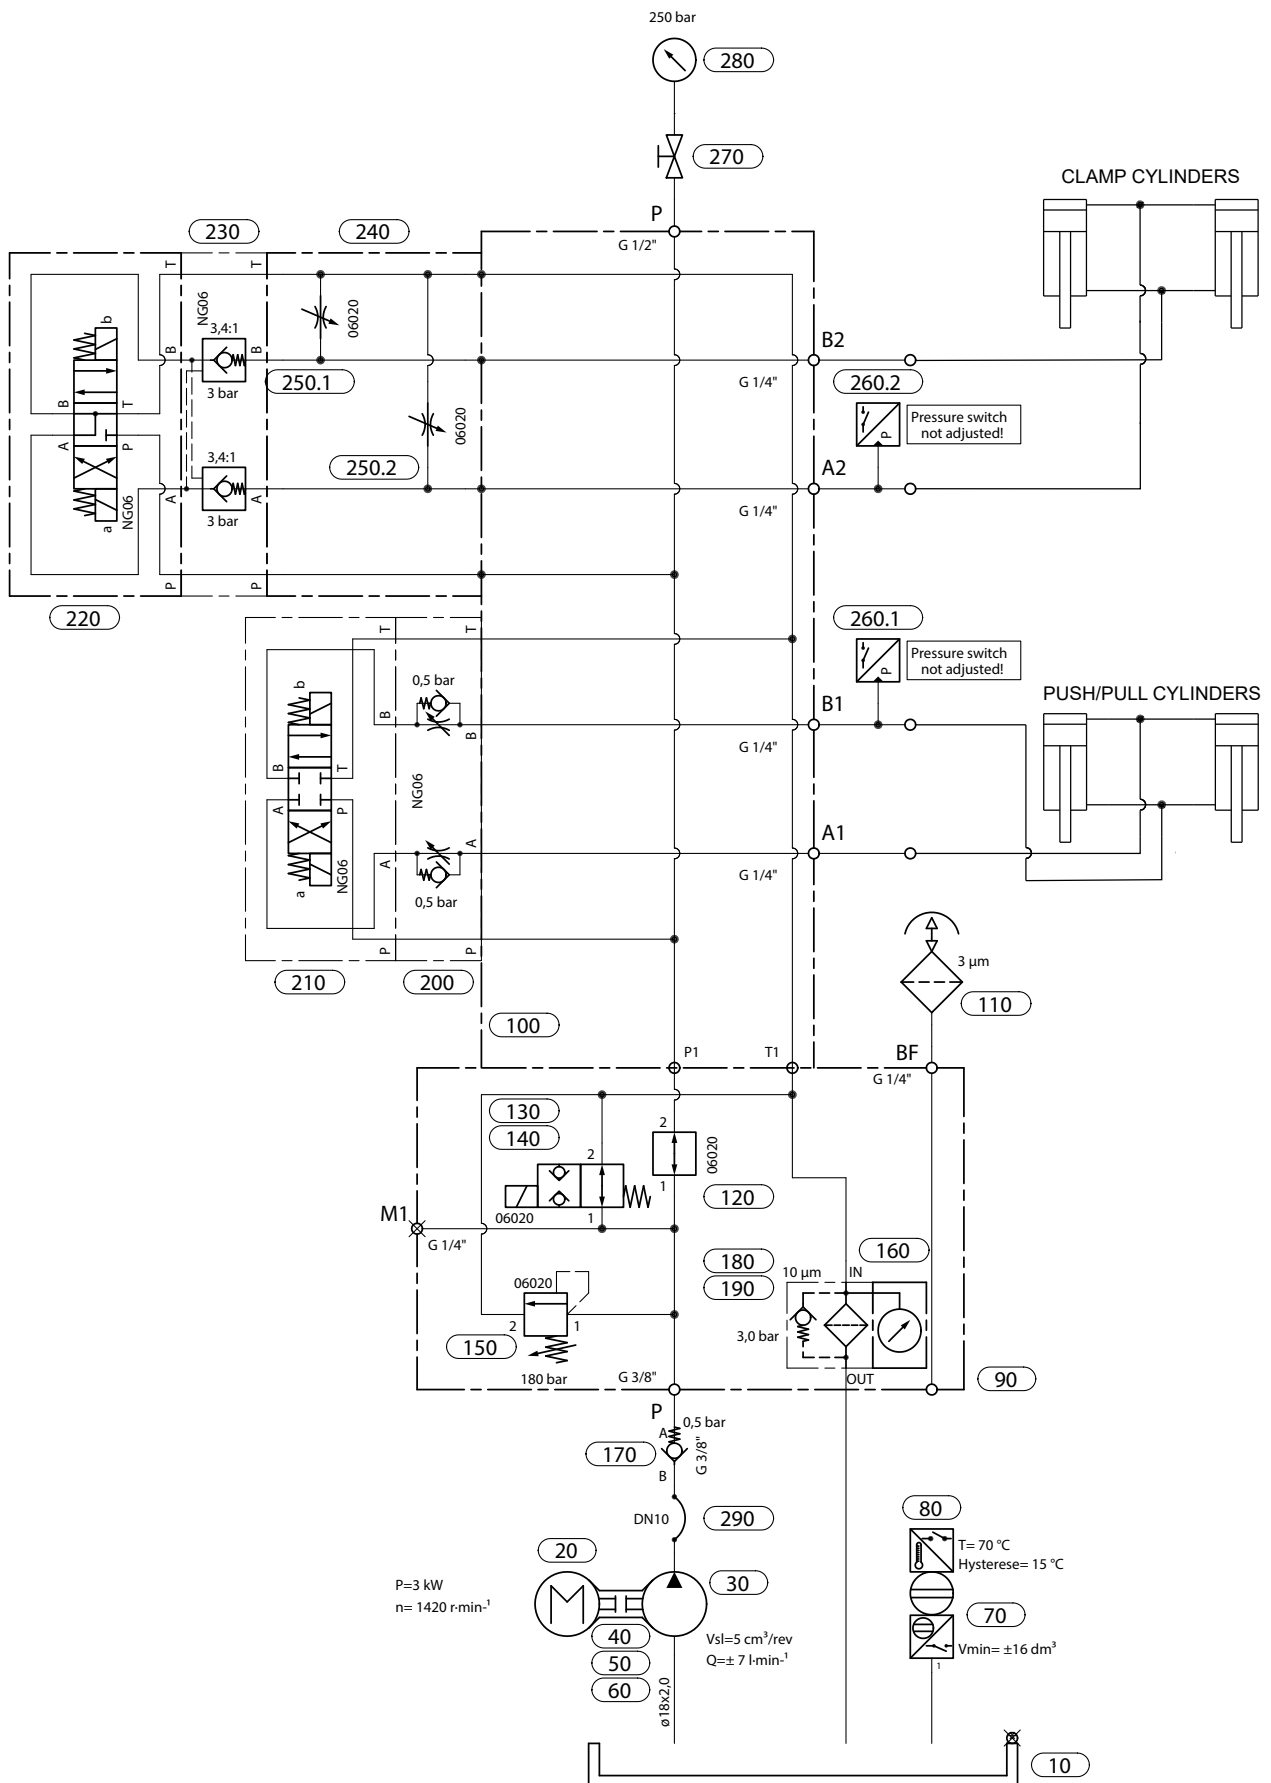 250 bar
280
270
CLAMP CYLINDERS
P
G 1/2"
230
240
T
T
NG06
06020
b
3,4:1
B
B
B2
G 1/4"
250.1
3 bar
260.2
B
T
06020
P
Pressure switch
not adjusted!
A
P
3,4:1
250.2
A2
A
A
G 1/4"
NG06
a
3 bar
P
P
220
260.1
T
T
P
Pressure switch
not adjusted!
b
0,5 bar
B1
PUSH/PULL CYLINDERS
B
B
G 1/4"
B
T
NG06
A
P
A1
A
A
G 1/4"
NG06
a
0,5 bar
P
P
3 µm
210
200
110
100
P1
T1
BF
G 1/4"
130
140
2
2
06020
1
120
06020
1
M1
G 1/4"
180
190
160
10 µm
IN
06020
2
1
3,0 bar
150
180 bar
G 3/8"
OUT
90
P
A
0,5 bar
G 3/8"
170
B
DN10
290
80
T= 70 °C
Hysterese= 15 °C
20
30
P=3 kW
n= 1420 r·min-¹
70
40
Vsl=5 cm³/rev
Q=± 7 l·min-¹
Vmin= ±16 dm³
1
50
60
ø18x2,0
10